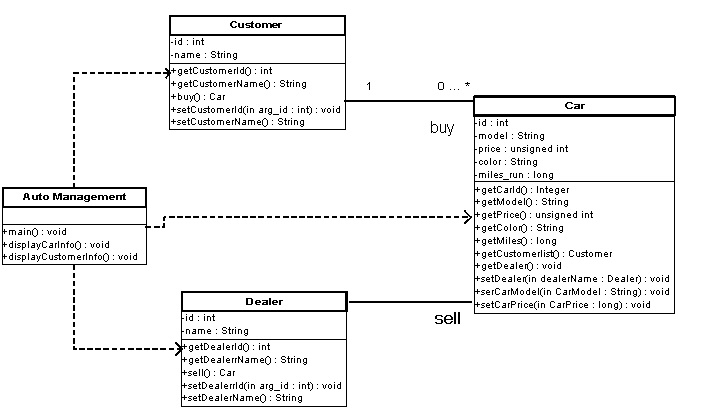 Customer
-id : int
-name : String
+getCustomerId() : int
+getCustomerName() : String
+buy() : Car
+setCustomerId(in arg_id : int) : void
+setCustomerName() : String
1
0 ... *
buy
Car
-id : int
-model : String
-price : unsigned int
-color : String
-miles_run : long
+getCarId() : Integer
+getModel() : String
+getPrice() : unsigned int
+getColor() : String
+getMiles() : long
+getCustomerlist() : Customer
+getDealer() : void
+setDealer(in dealerName : Dealer) : void
+serCarModel(in CarModel : String) : void
+setCarPrice(in CarPrice : long) : void
Auto Management
+main() : void
+displayCarInfo() : void
+displayCustomerInfo() : void
Dealer
-id : int
-name : String
+getDealerId() : int
+getDealerrName() : String
+sell() : Car
+setDealerrId(in arg_id : int) : void
+setDealerName() : String
sell